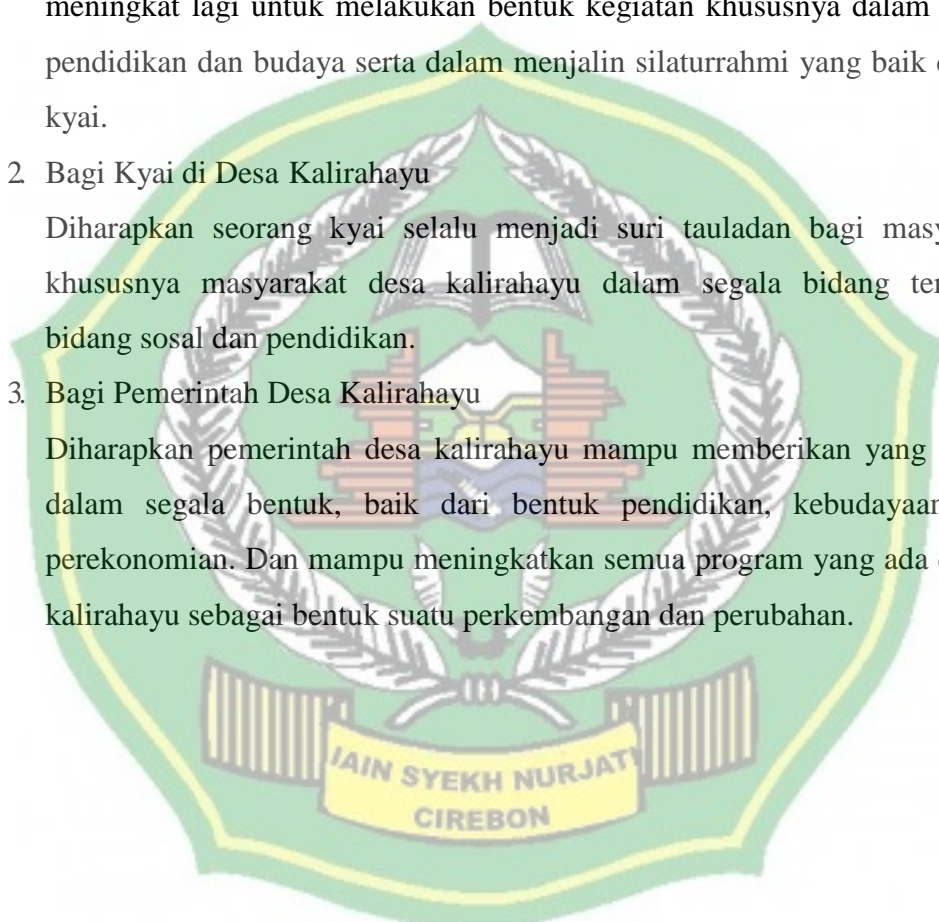 meningkat lagi untuk melakukan bentuk kegiatan khususnya dalam
pendidikan dan budaya serta dalam menjalin silaturrahmi yang baik
kyai.
2. Bagi Kyai di Desa Kalirahayu
Diharapkan seorang kyai selalu menjadi suri tauladan bagi
khususnya masyarakat desa kalirahayu dalam segala bidang
bidang sosal dan pendidikan.
3. Bagi Pemerintah Desa Kalirahayu
Diharapkan pemerintah desa kalirahayu mampu memberikan yang
dalam segala bentuk, baik dari bentuk pendidikan, kebudayaan
perekonomian. Dan mampu meningkatkan semua program yang ada
kalirahayu sebagai bentuk suatu perkembangan dan perubahan.
IAIN SYEKH NURJATI
CIREBON